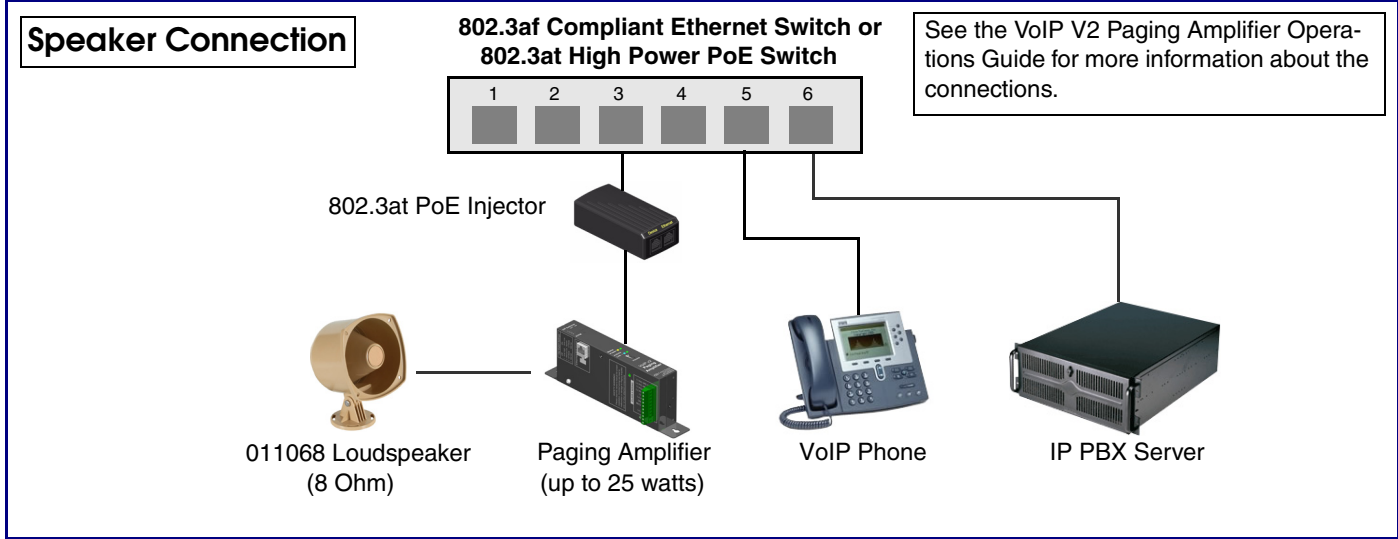 Speaker Connection
802.3af Compliant Ethernet Switch or
802.3at High Power PoE Switch
See the VoIP V2 Paging Amplifier Opera-
tions Guide for more information about the
connections.
1 2 3 4 5 6
802.3at PoE Injector
011068 Loudspeaker
(8 Ohm)
Paging Amplifier
(up to 25 watts)
VoIP Phone
IP PBX Server